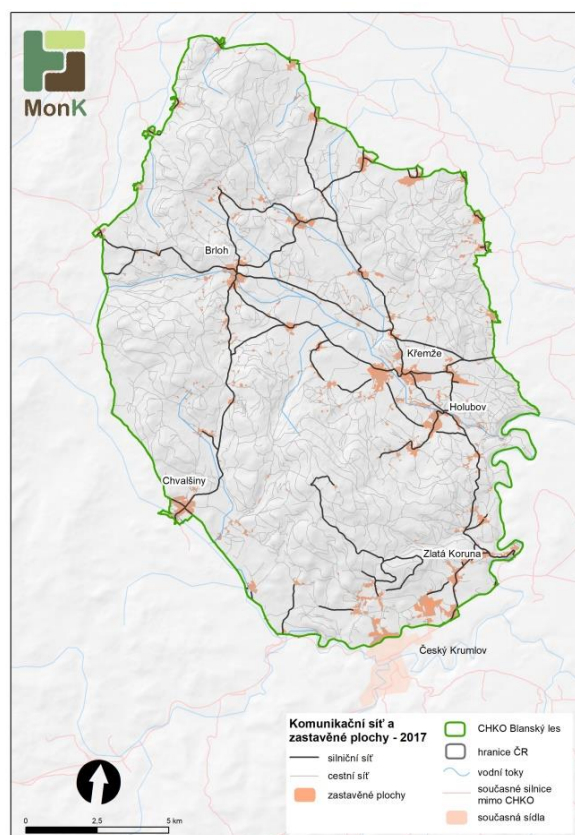 MonK
Brloh
Křemže
Holubov
Chvalšiny
Zlatá Koruna
Český Krumlov
Komunikační síť a
zastavěné plochy - 2017
silniční síť
cestní síť
zastavěné plochy
CHKO Blanský les
hranice ČR
vodní toky
současné silnice
mimo CHKO
současná sídla
0 2,5 5 km